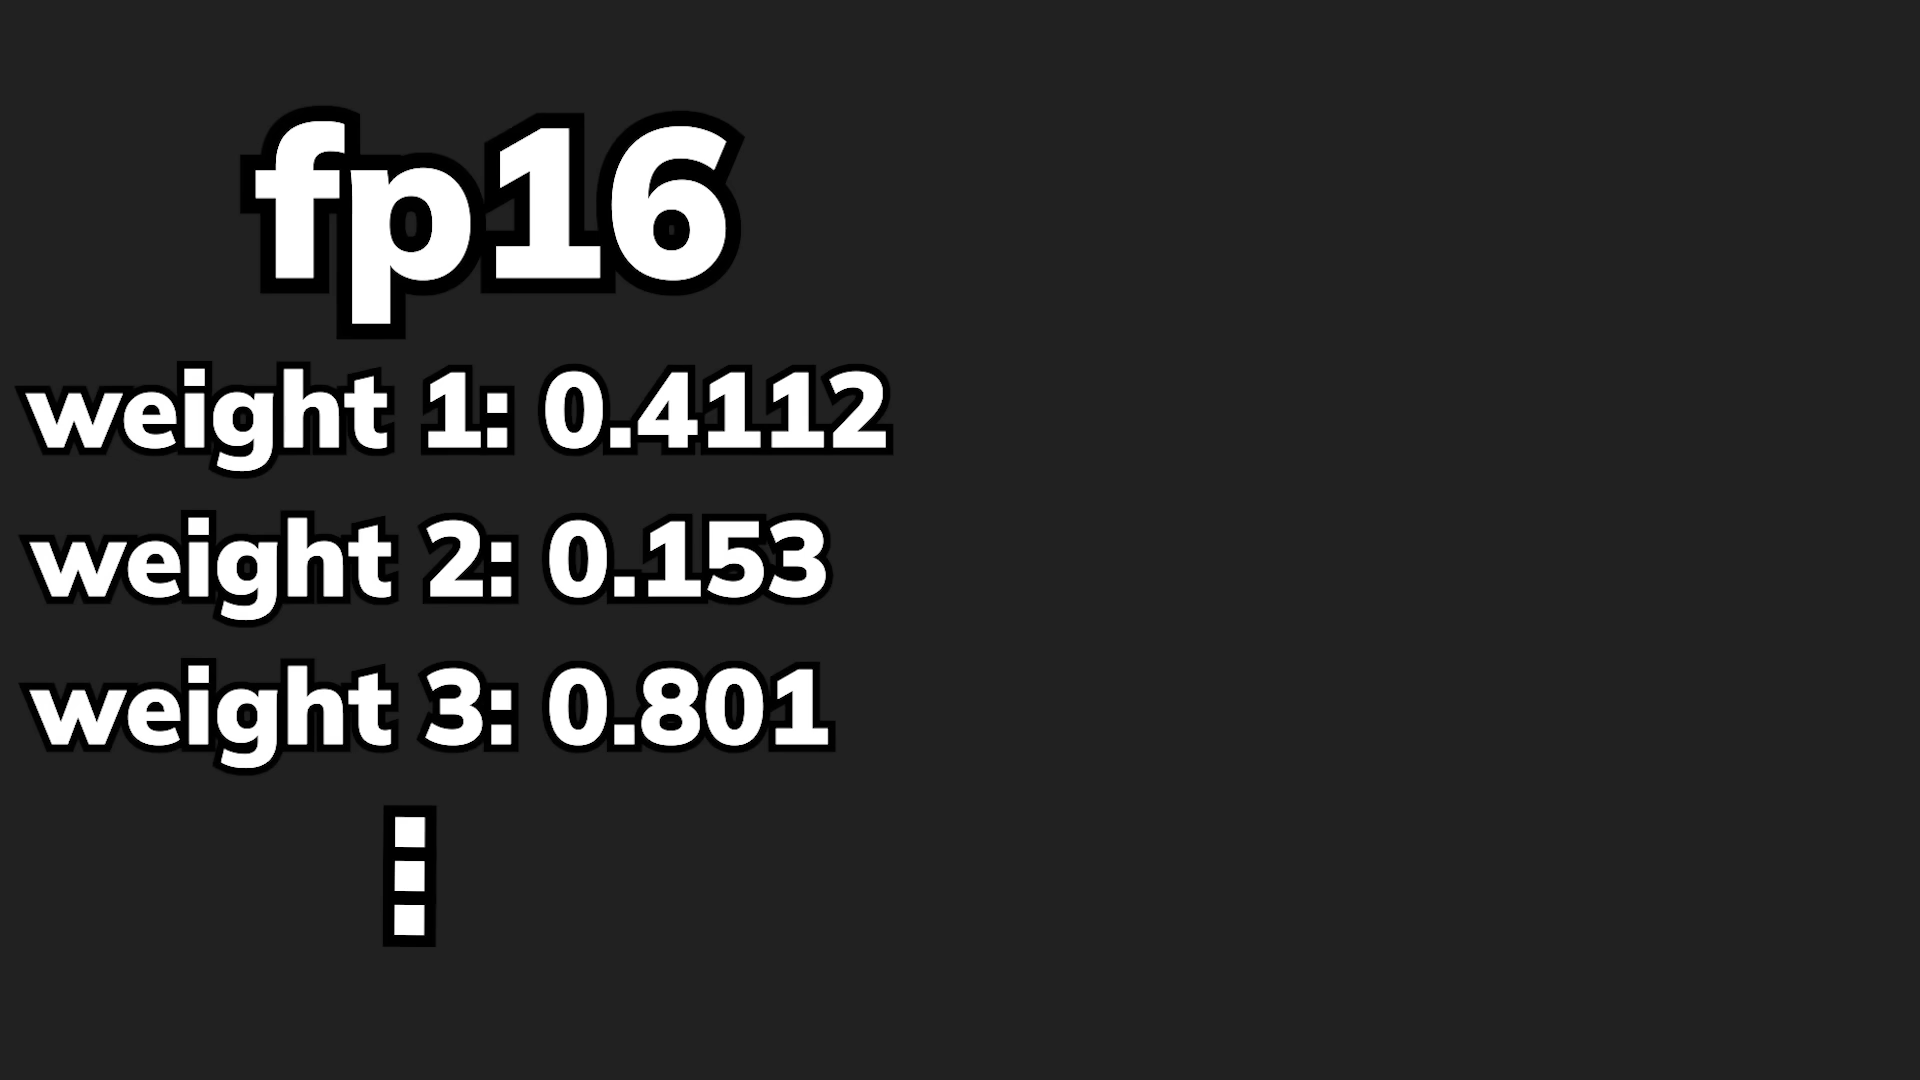 fp16
weight 1: 0.4112
weight 2: 0.153
weight 3: 0.801
⋮